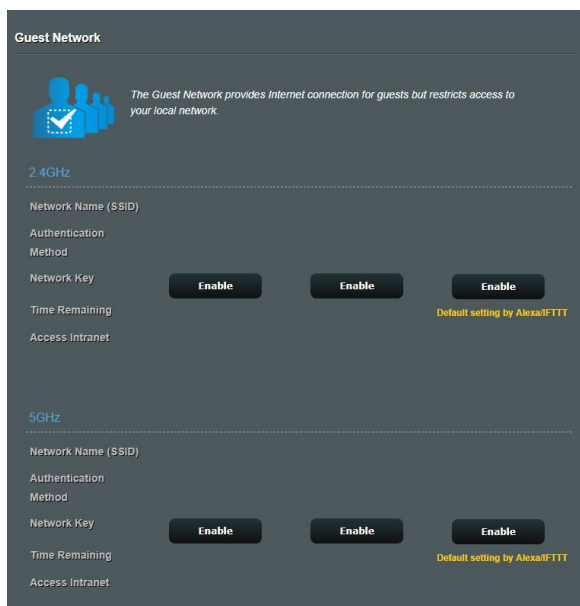 Guest Network
The Guest Network provides Internet connection for guests but restricts access to
your local network.
2.4GHz
Network Name (SSID)
Authentication
Method
Network Key
Enable Enable Enable
Time Remaining
Default setting by Alexa/IFTTT
Access Intranet
5GHz
Network Name (SSID)
Authentication
Method
Network Key
Enable Enable Enable
Time Remaining
Default setting by Alexa/IFTTT
Access Intranet